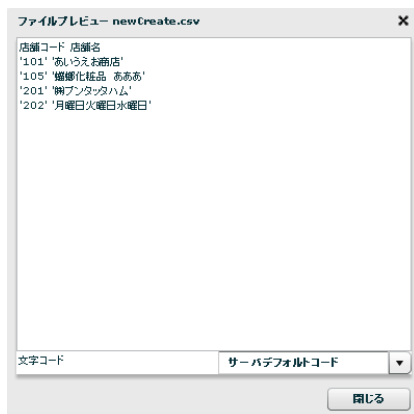 ファイルプレビュー newCreate.csv
店舗コード 店舗名
'101' 'あいうえお商店'
'105' '蟷螂化粧品 あああ'
'201' '㈱ブンタッタハム'
'202' '月曜日火曜日水曜日'
文字コード
サーバデフォルトコード
閉じる